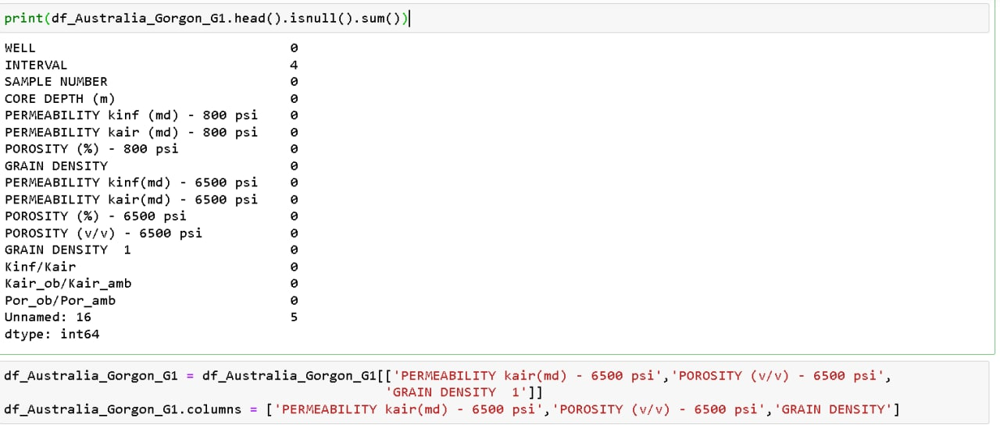 print(df_Australia_Gorgon_G1.head().isnull().sum())
WELL 0
INTERVAL 4
SAMPLE NUMBER 0
CORE DEPTH (m) 0
PERMEABILITY kinf (md) - 800 psi 0
PERMEABILITY kair (md) - 800 psi 0
POROSITY (%) - 800 psi 0
GRAIN DENSITY 0
PERMEABILITY kinf(md) - 6500 psi 0
PERMEABILITY kair(md) - 6500 psi 0
POROSITY (%) - 6500 psi 0
POROSITY (v/v) - 6500 psi 0
GRAIN DENSITY  1 0
Kinf/Kair 0
Kair_ob/Kair_amb 0
Por_ob/Por_amb 0
Unnamed: 16 5
dtype: int64
df_Australia_Gorgon_G1 = df_Australia_Gorgon_G1[['PERMEABILITY kair(md) - 6500 psi','POROSITY (v/v) - 6500 psi',
'GRAIN DENSITY  1']]
df_Australia_Gorgon_G1.columns = ['PERMEABILITY kair(md) - 6500 psi','POROSITY (v/v) - 6500 psi','GRAIN DENSITY']